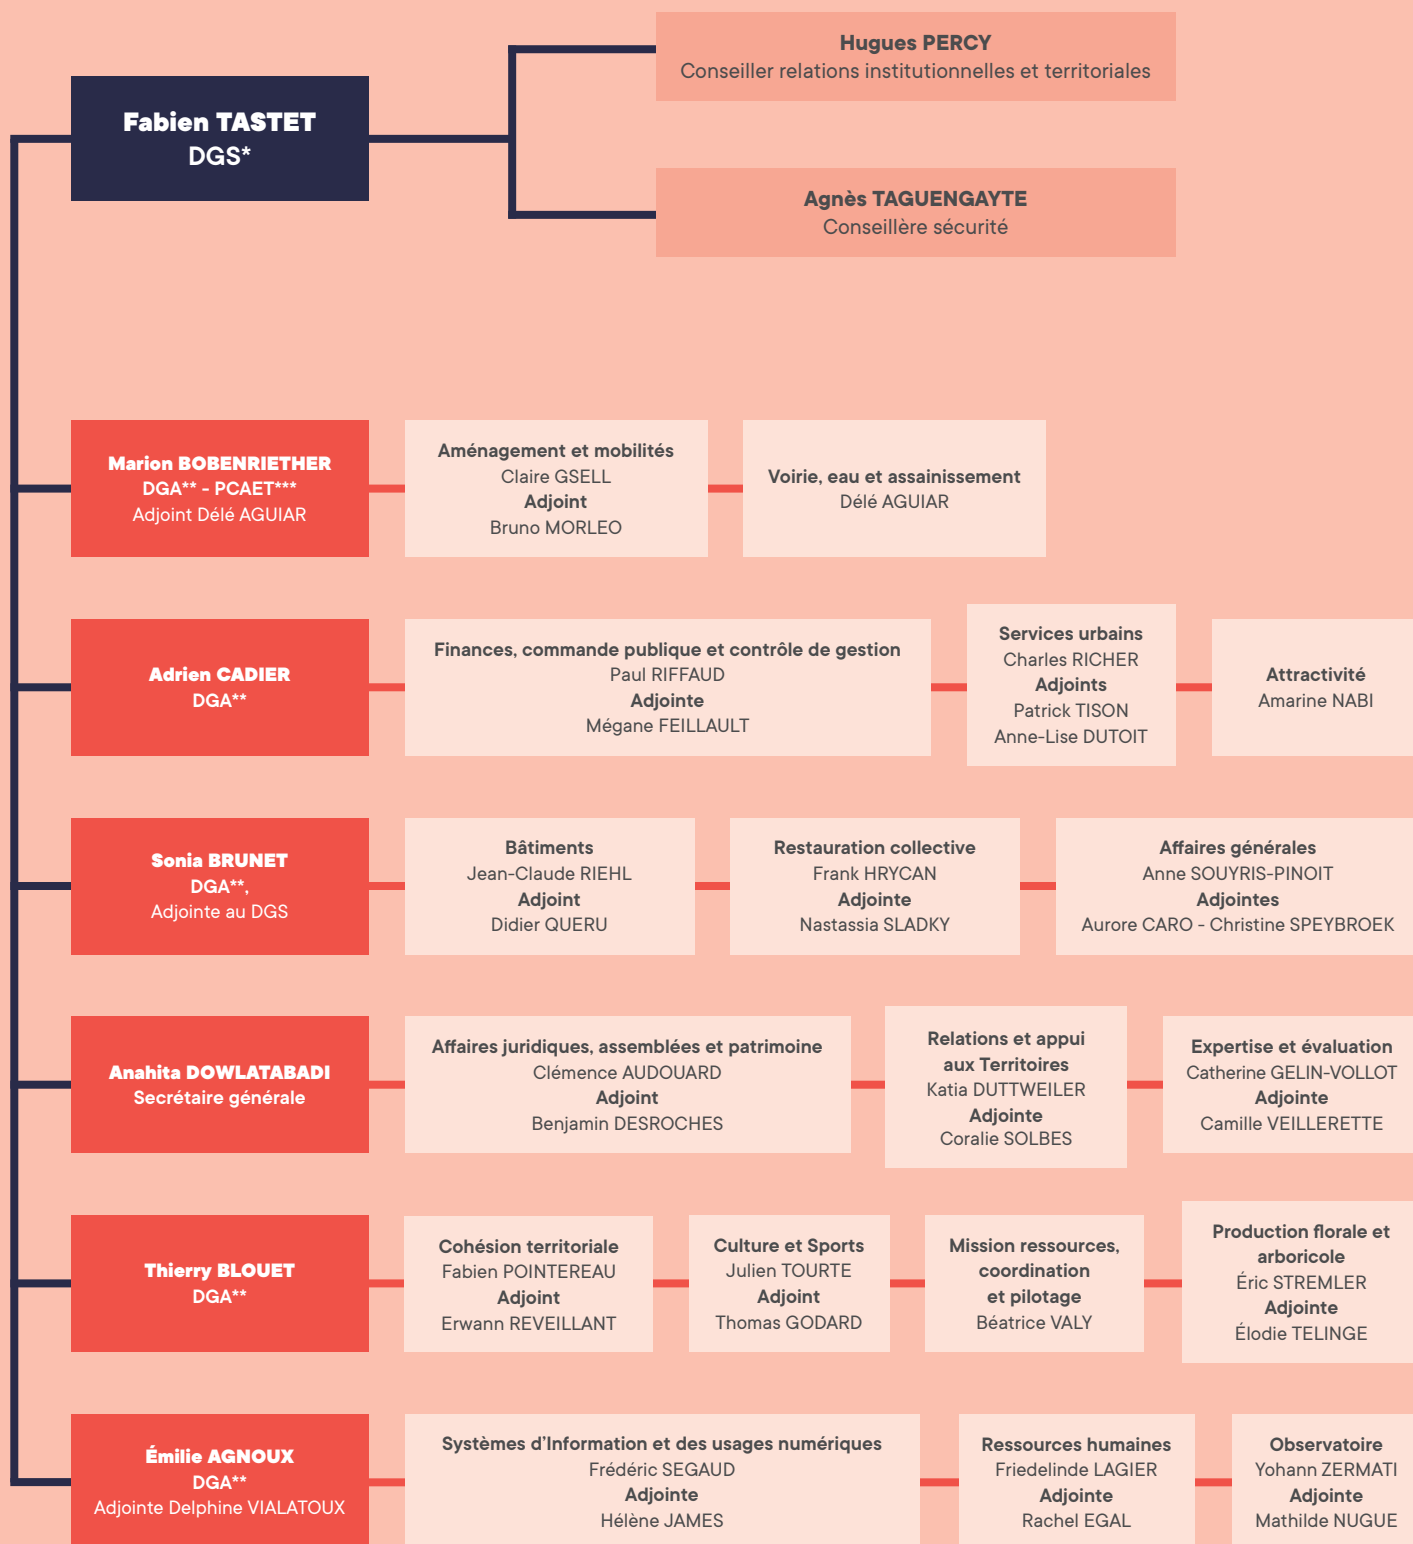 Hugues PERCY
Conseiller relations institutionnelles et territoriales
Fabien TASTET
DGS*
Agnès TAGUENGAYTE
Conseillère sécurité
Marion BOBENRIETHER
DGA** - PCAET***
Adjoint Délé AGUIAR
Aménagement et mobilités
Claire GSELL
Adjoint
Bruno MORLEO
Voirie, eau et assainissement
Délé AGUIAR
Adrien CADIER
DGA**
Finances, commande publique et contrôle de gestion
Paul RIFFAUD
Adjointe
Mégane FEILLAULT
Services urbains
Charles RICHER
Adjoints
Patrick TISON
Anne-Lise DUTOIT
Attractivité
Amarine NABI
Sonia BRUNET
DGA**,
Adjointe au DGS
Bâtiments
Jean-Claude RIEHL
Adjoint
Didier QUERU
Restauration collective
Frank HRYCAN
Adjointe
Nastassia SLADKY
Affaires générales
Anne SOUYRIS-PINOIT
Adjointes
Aurore CARO - Christine SPEYBROEK
Anahita DOWLATABADI
Secrétaire générale
Affaires juridiques, assemblées et patrimoine
Clémence AUDOUARD
Adjoint
Benjamin DESROCHES
Relations et appui
aux Territoires
Katia DUTTWEILER
Adjointe
Coralie SOLBES
Expertise et évaluation
Catherine GELIN-VOLLOT
Adjointe
Camille VEILLERETTE
Thierry BLOUET
DGA**
Cohésion territoriale
Fabien POINTEREAU
Adjoint
Erwann REVEILLANT
Culture et Sports
Julien TOURTE
Adjoint
Thomas GODARD
Mission ressources,
coordination
et pilotage
Béatrice VALY
Production florale et
arboricole
Éric STREMLER
Adjointe
Élodie TELINGE
Émilie AGNOUX
DGA**
Adjointe Delphine VIALATOUX
Systèmes d'Information et des usages numériques
Frédéric SEGAUD
Adjointe
Hélène JAMES
Ressources humaines
Friedelinde LAGIER
Adjointe
Rachel EGAL
Observatoire
Yohann ZERMATI
Adjointe
Mathilde NUGUE